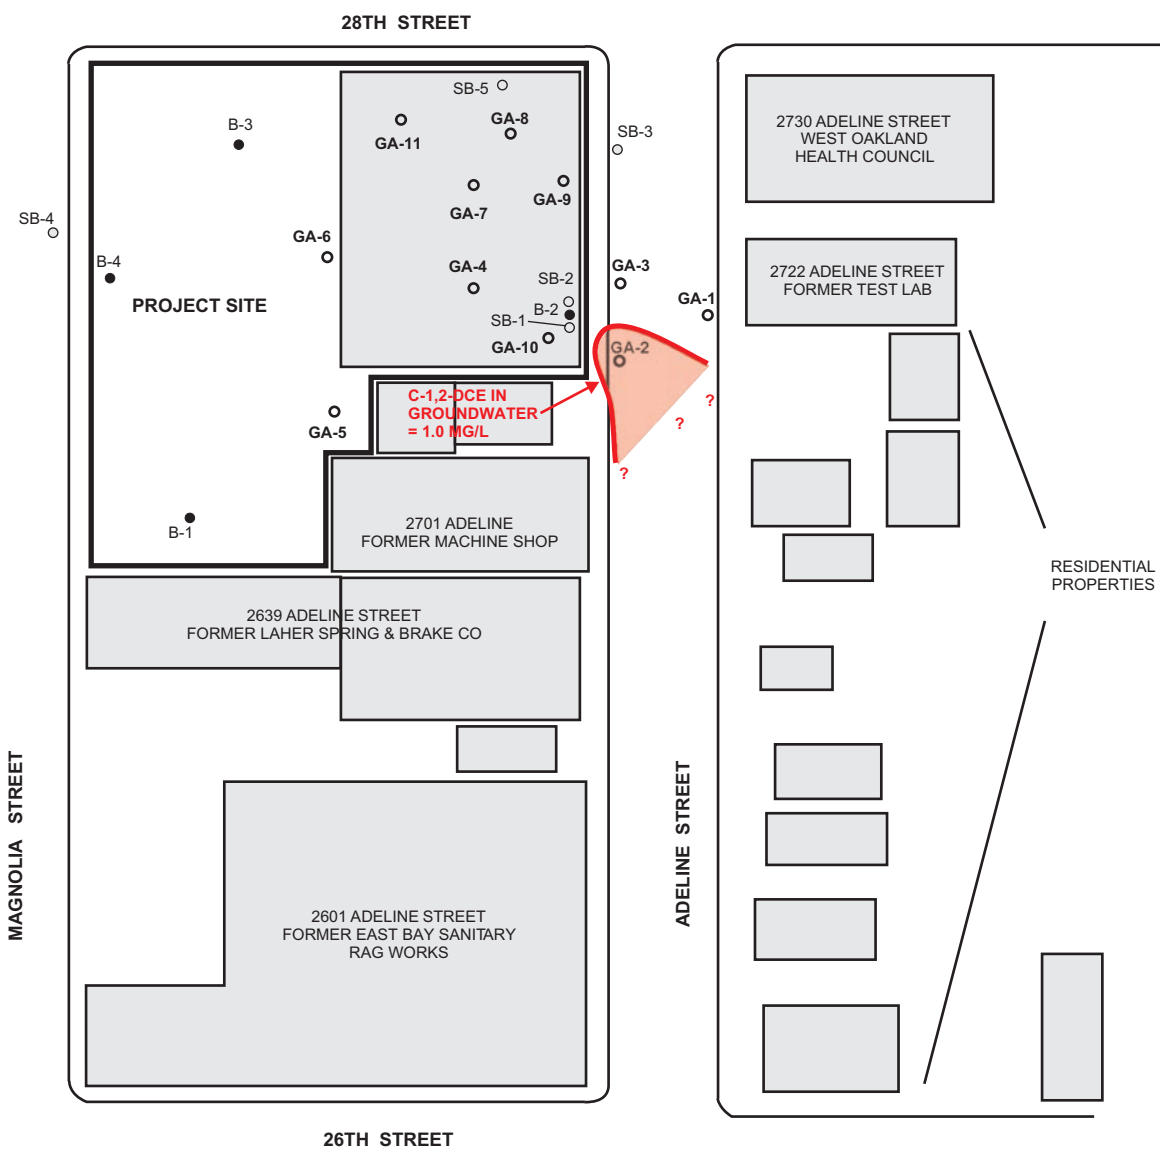 28TH STREET
SB-5
B-3
GA-8
GA-11
SB-3
2730 ADELINE STREET
WEST OAKLAND
HEALTH COUNCIL
GA-7
GA-9
SB-4
GA-6
B-4
GA-4
SB-2
GA-3
2722 ADELINE STREET
FORMER TEST LAB
PROJECT SITE
B-2
SB-1
GA-1
GA-10
GA-2
C-1,2-DCE IN
GROUNDWATER
= 1.0 MG/L
?
?
?
GA-5
B-1
2701 ADELINE
FORMER MACHINE SHOP
RESIDENTIAL
PROPERTIES
2639 ADELINE STREET
FORMER LAHER SPRING & BRAKE CO
MAGNOLIA STREET
ADELINE STREET
2601 ADELINE STREET
FORMER EAST BAY SANITARY
RAG WORKS
26TH STREET